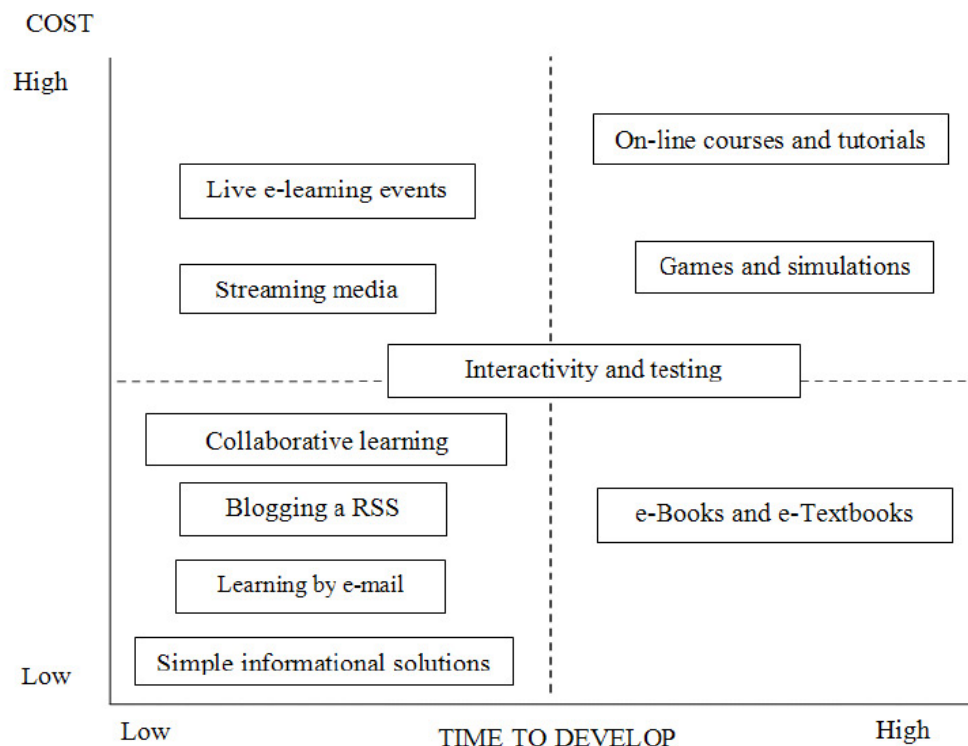 COST
High
On-line courses and tutorials
Live e-learning events
Games and simulations
Streaming media
Interactivity and testing
Collaborative learning
Blogging a RSS
e-Books and e-Textbooks
Learning by e-mail
Simple informational solutions
Low
Low
TIME TO DEVELOP
High